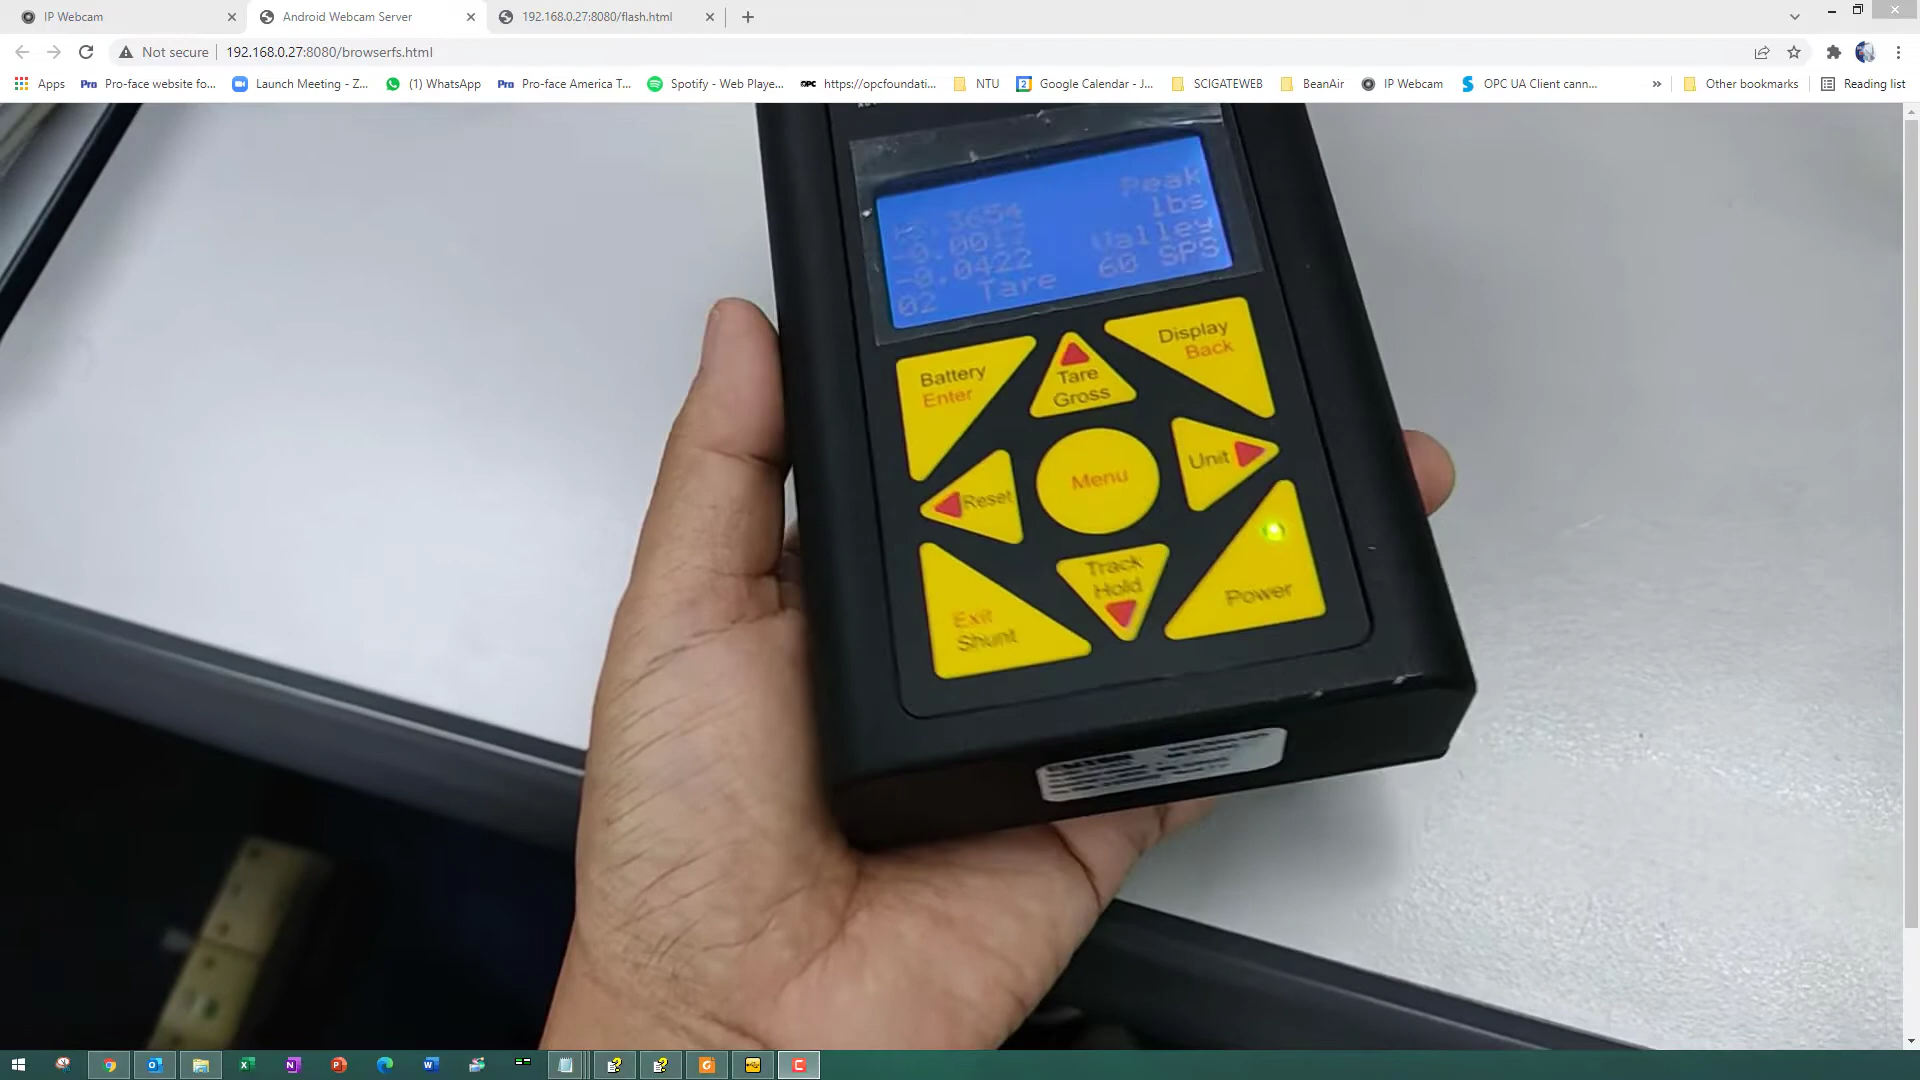 IP Webcam
Android Webcam Server
192.168.0.27:8080/flash.html
Not secure
192.168.0.27:8080/browserfs.html
Apps
Pro-face website fo...
Launch Meeting - Z...
(1) WhatsApp
Pro-face America T...
Spotify - Web Playe...
https://opcfoundati...
NTU
Google Calendar - J...
SCIGATEWEB
BeanAir
IP Webcam
OPC UA Client cann...
Other bookmarks
Reading list
Peak
lbs
Valley
-0.0422
60 SPS
02 Tare
Battery
Enter
Tare
Gross
Display
Back
Reset
Menu
Unit
Track
Hold
Exit
Shunt
Power